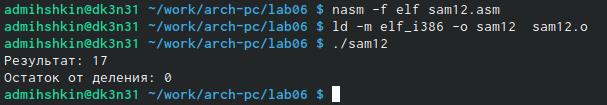 admihshkin@dk3n31 ~/work/arch-pc/lab06 $ nasm -f elf sam12.asm
admihshkin@dk3n31 ~/work/arch-pc/lab06 $ ld -m elf_i386 -o sam12  sam12.o
admihshkin@dk3n31 ~/work/arch-pc/lab06 $ ./sam12
Результат: 17
Остаток от деления: 0
admihshkin@dk3n31 ~/work/arch-pc/lab06 $